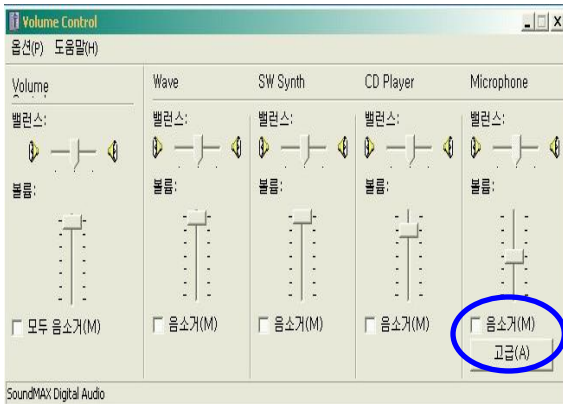 Volume Control
옵션(P) 도움말(H)
Volume
Wave SW Synth CD Player Microphone
밸런스: 밸런스: 밸런스: 밸런스: 밸런스:
볼륨: 볼륨: 볼륨: 볼륨: 볼륨:
모두 음소거(M) 음소거(M) 음소거(M) 음소거(M) 음소거(M)
고급(A)
SoundMAX Digital Audio